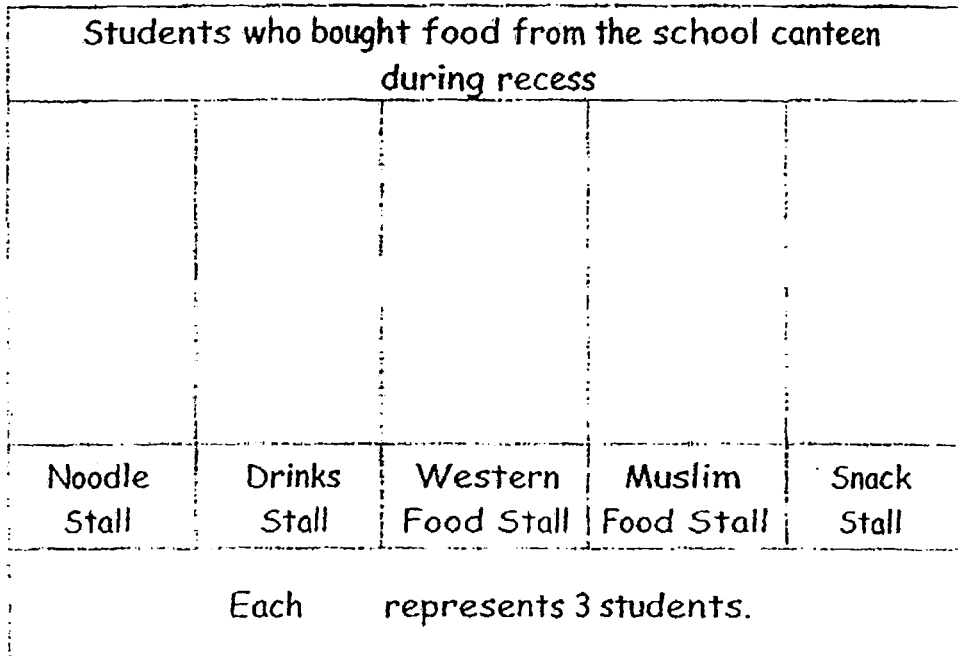 Students who bought food from the school canteen
during recess
Noodle Drinks Western Muslim Snack
Stall Stall Food Stall Food Stall Stall
Each represents 3 students.